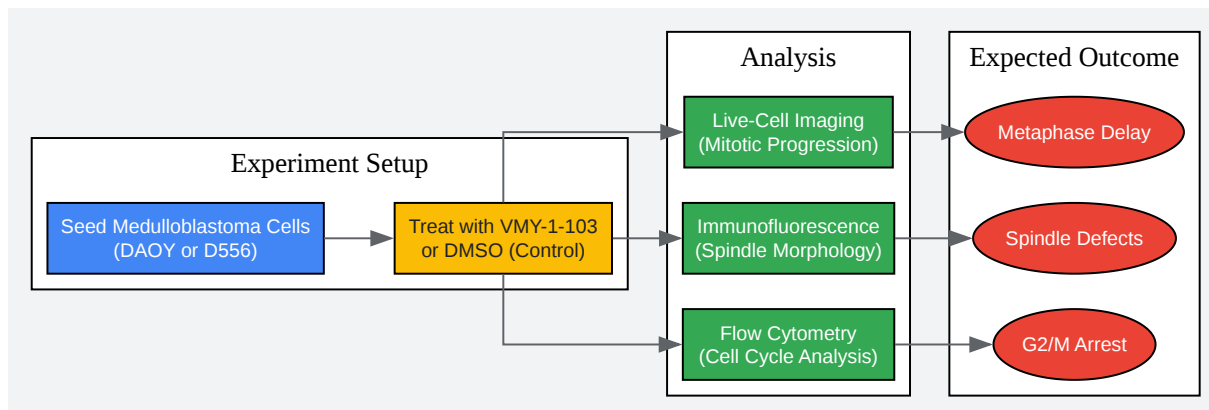 Experiment Setup
Seed Medulloblastoma Cells
(DAOY or D556)
Treat with VMY-1-103
or DMSO (Control)
Analysis
Live-Cell Imaging
(Mitotic Progression)
Immunofluorescence
(Spindle Morphology)
Flow Cytometry
(Cell Cycle Analysis)
Expected Outcome
Metaphase Delay
Spindle Defects
G2/M Arrest